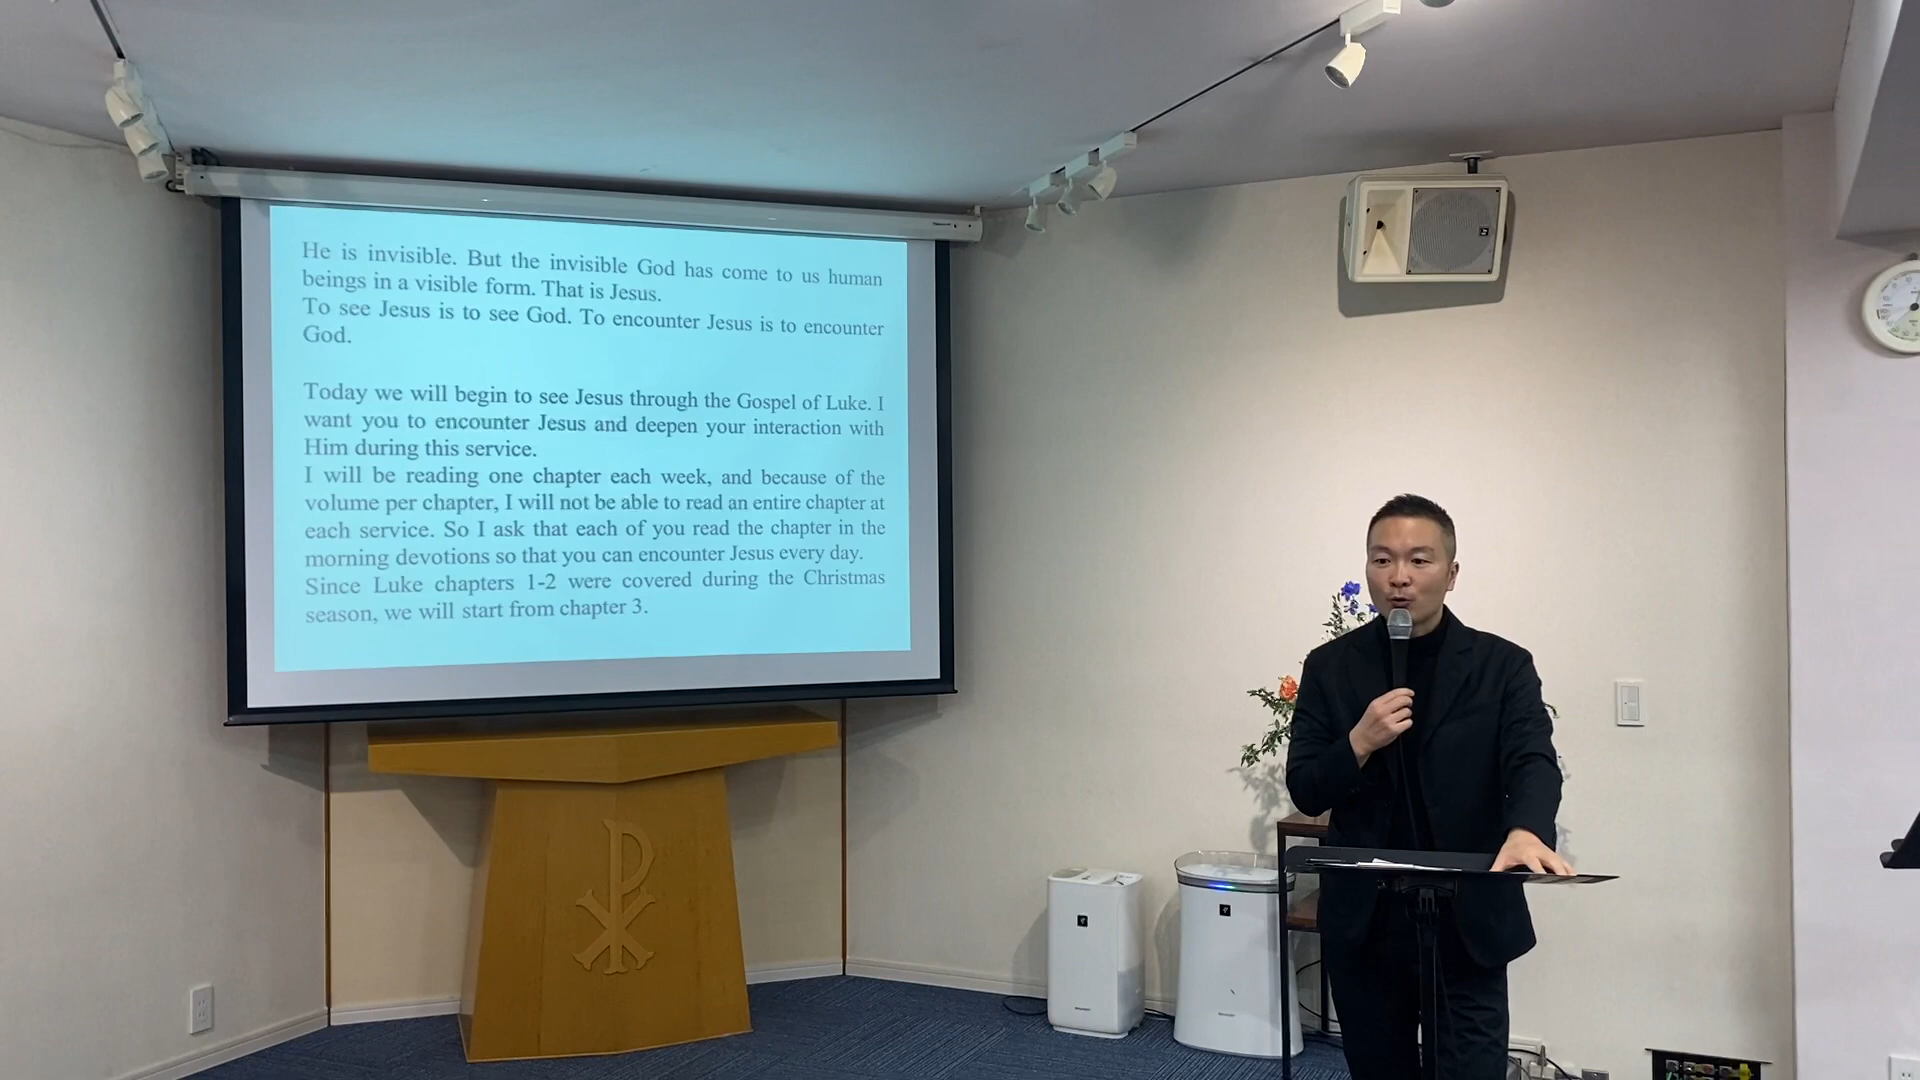 He is invisible. But the invisible God has come to us human
beings in a visible form. That is Jesus.
To see Jesus is to see God. To encounter Jesus is to encounter
God.
Today we will begin to see Jesus through the Gospel of Luke. I
want you to encounter Jesus and deepen your interaction with
Him during this service.
I will be reading one chapter each week, and because of the
volume per chapter, I will not be able to read an entire chapter at
each service. So I ask that each of you read the chapter in the
morning devotions so that you can encounter Jesus every day.
Since Luke chapters 1-2 were covered during the Christmas
season, we will start from chapter 3.